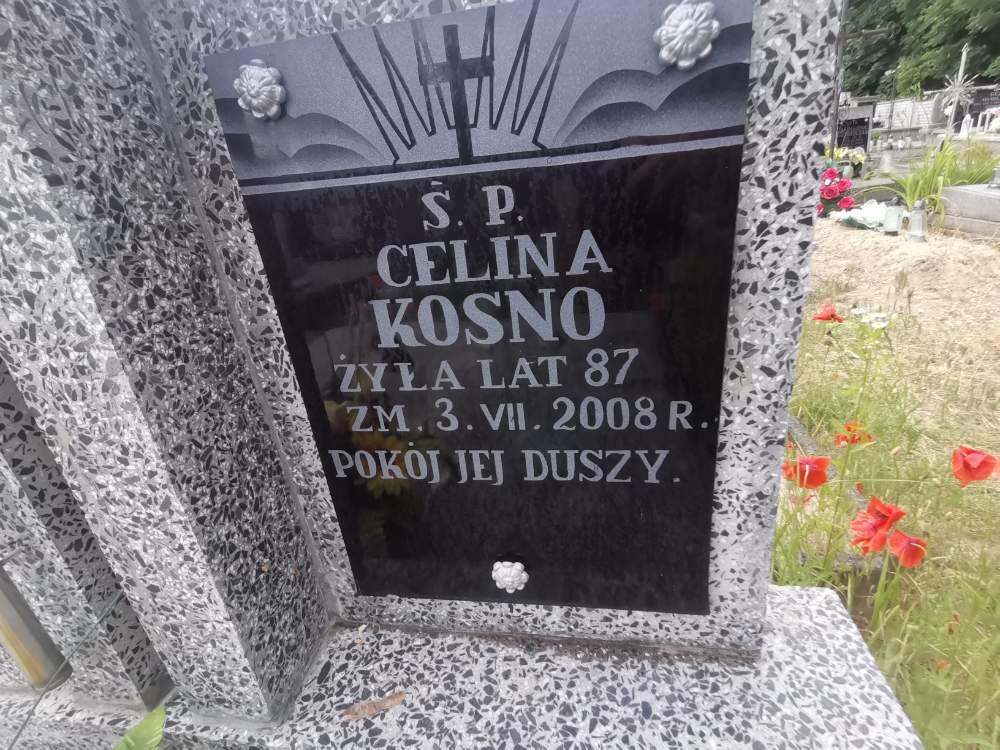 Ś. P.
CELINA
KOSNO
ŻYŁA LAT 87
ZM. 3. VII. 2008 R.
POKÓJ JEJ DUSZY.